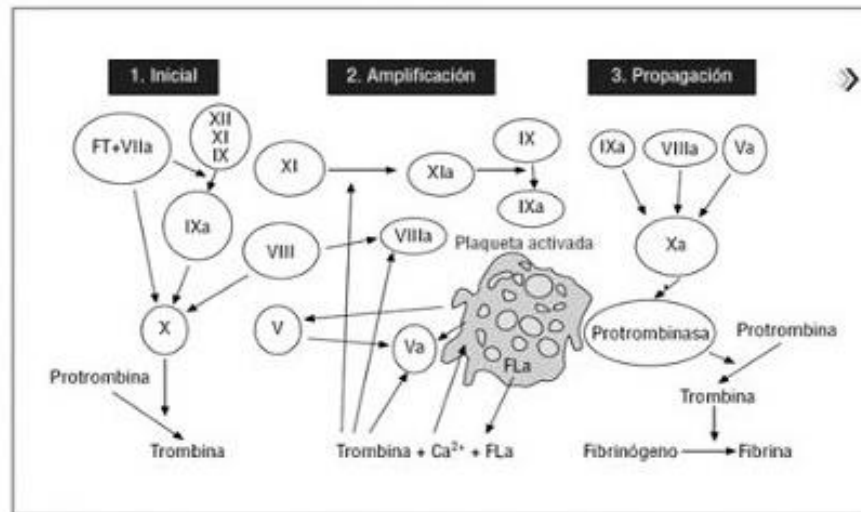 1. Inicial
2. Amplificación
3. Propagación
FT+VIIa
XII
XI
IX
IXa
X
Protrombina
Trombina
XI
XIa
IX
IXa
VIII
VIIIa
Plaqueta activada
V
Va
FLa
Trombina + Ca²⁺ + FLa
IXa
VIIIa
Va
Xa
Protrombinasa
Protrombina
Trombina
Fibrinógeno
Fibrina